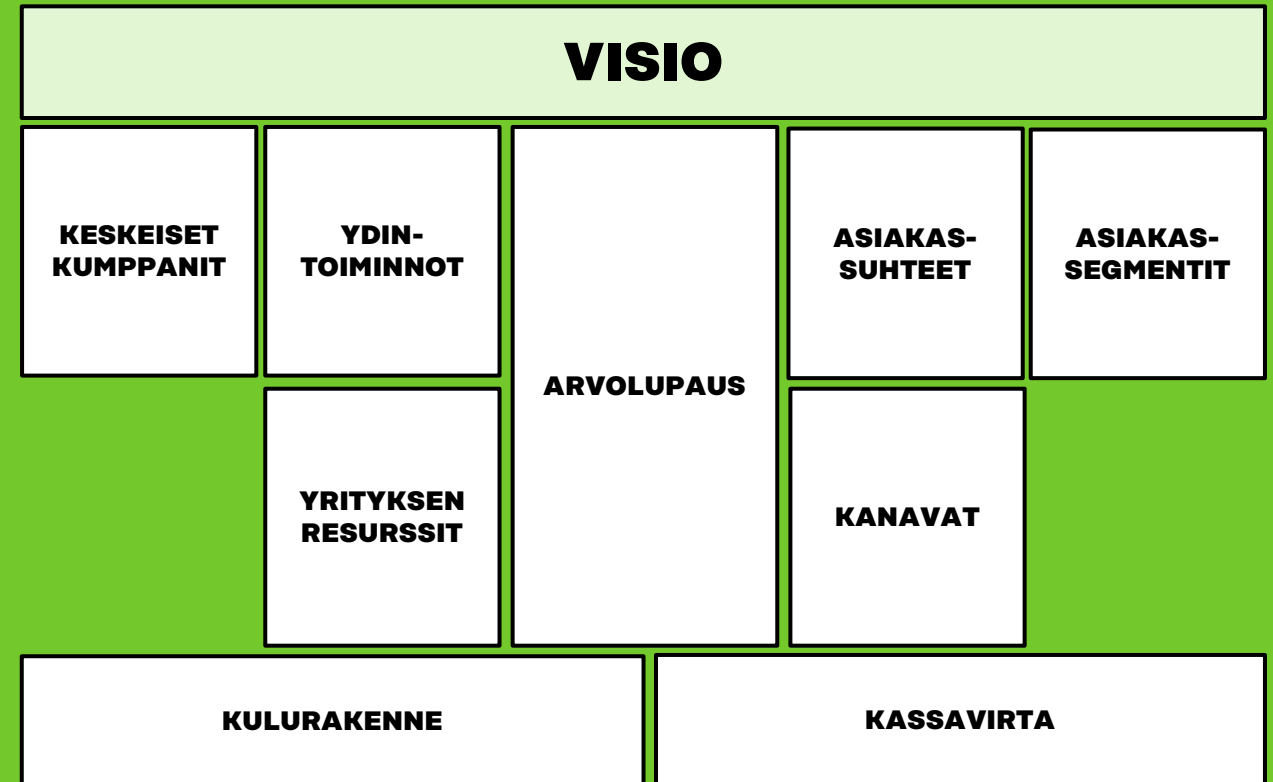 VISIO
KESKEISET
KUMPPANIT
YDIN-
TOIMINNOT
YRITYKSEN
RESURSSIT
ARVOLUPAUS
ASIAKAS-
SUHTEET
KANAVAT
ASIAKAS-
SEGMENTIT
KULURAKENNE
KASSAVIRTA